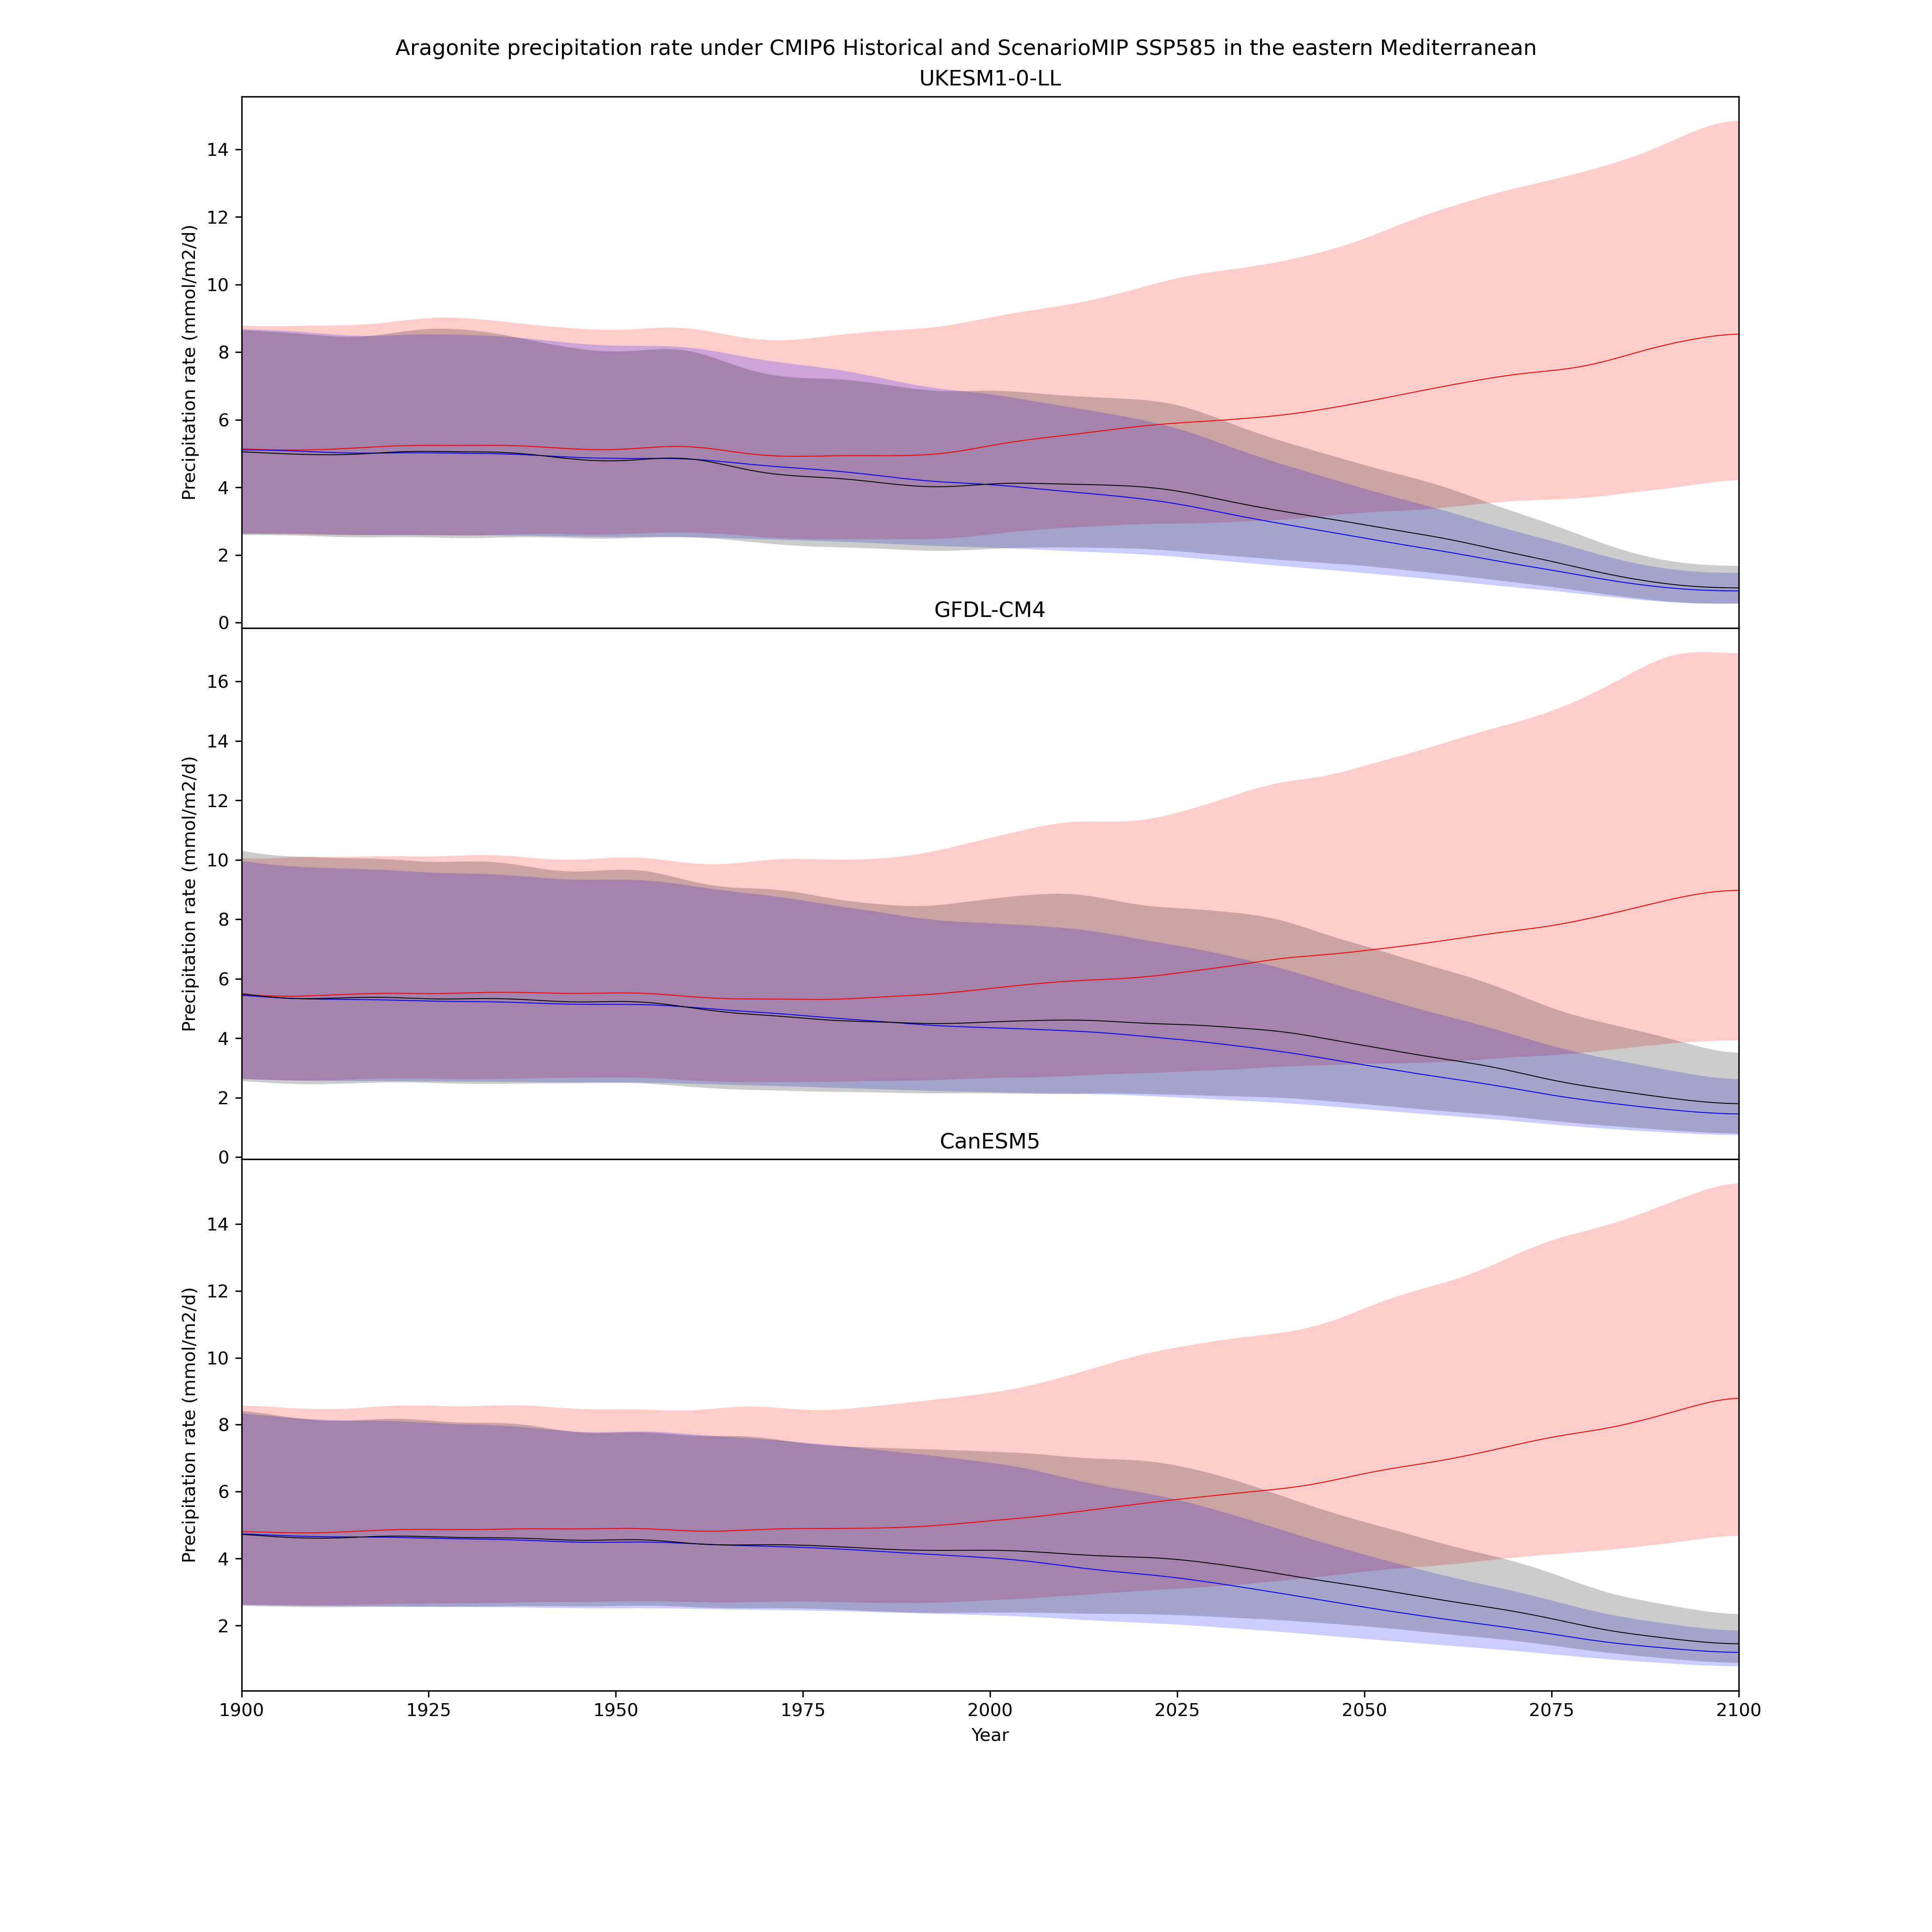 Aragonite precipitation rate under CMIP6 Historical and ScenarioMIP SSP585 in the eastern Mediterranean
UKESM1-0-LL
Precipitation rate (mmol/m2/d)
14
12
10
8
6
4
2
0
GFDL-CM4
Precipitation rate (mmol/m2/d)
16
14
12
10
8
6
4
2
0
CanESM5
Precipitation rate (mmol/m2/d)
14
12
10
8
6
4
2
1900 1925 1950 1975 2000 2025 2050 2075 2100
Year